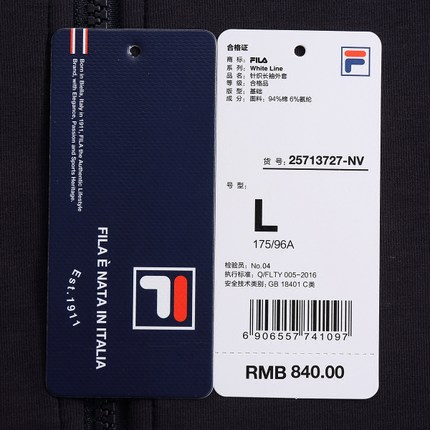 Born in Biella, Italy in 1911, FILA the Authentic Lifestyle
Brand, with Elegance, Passion and Sports Heritage.
FILA È NATA IN ITALIA
Est.1911
合格证
商 标: FILA
系 列: White Line
品 名: 针织长袖外套
等 级: 合格品
版 型: 基础
成 分: 面料: 94%棉 6%氨纶
货 号: 25713727-NV
号 型:
L
175/96A
检验员: No.04
执行标准: Q/FLTY 005-2016
安全技术类别: GB 18401 C类
6 906557 741097
RMB 840.00